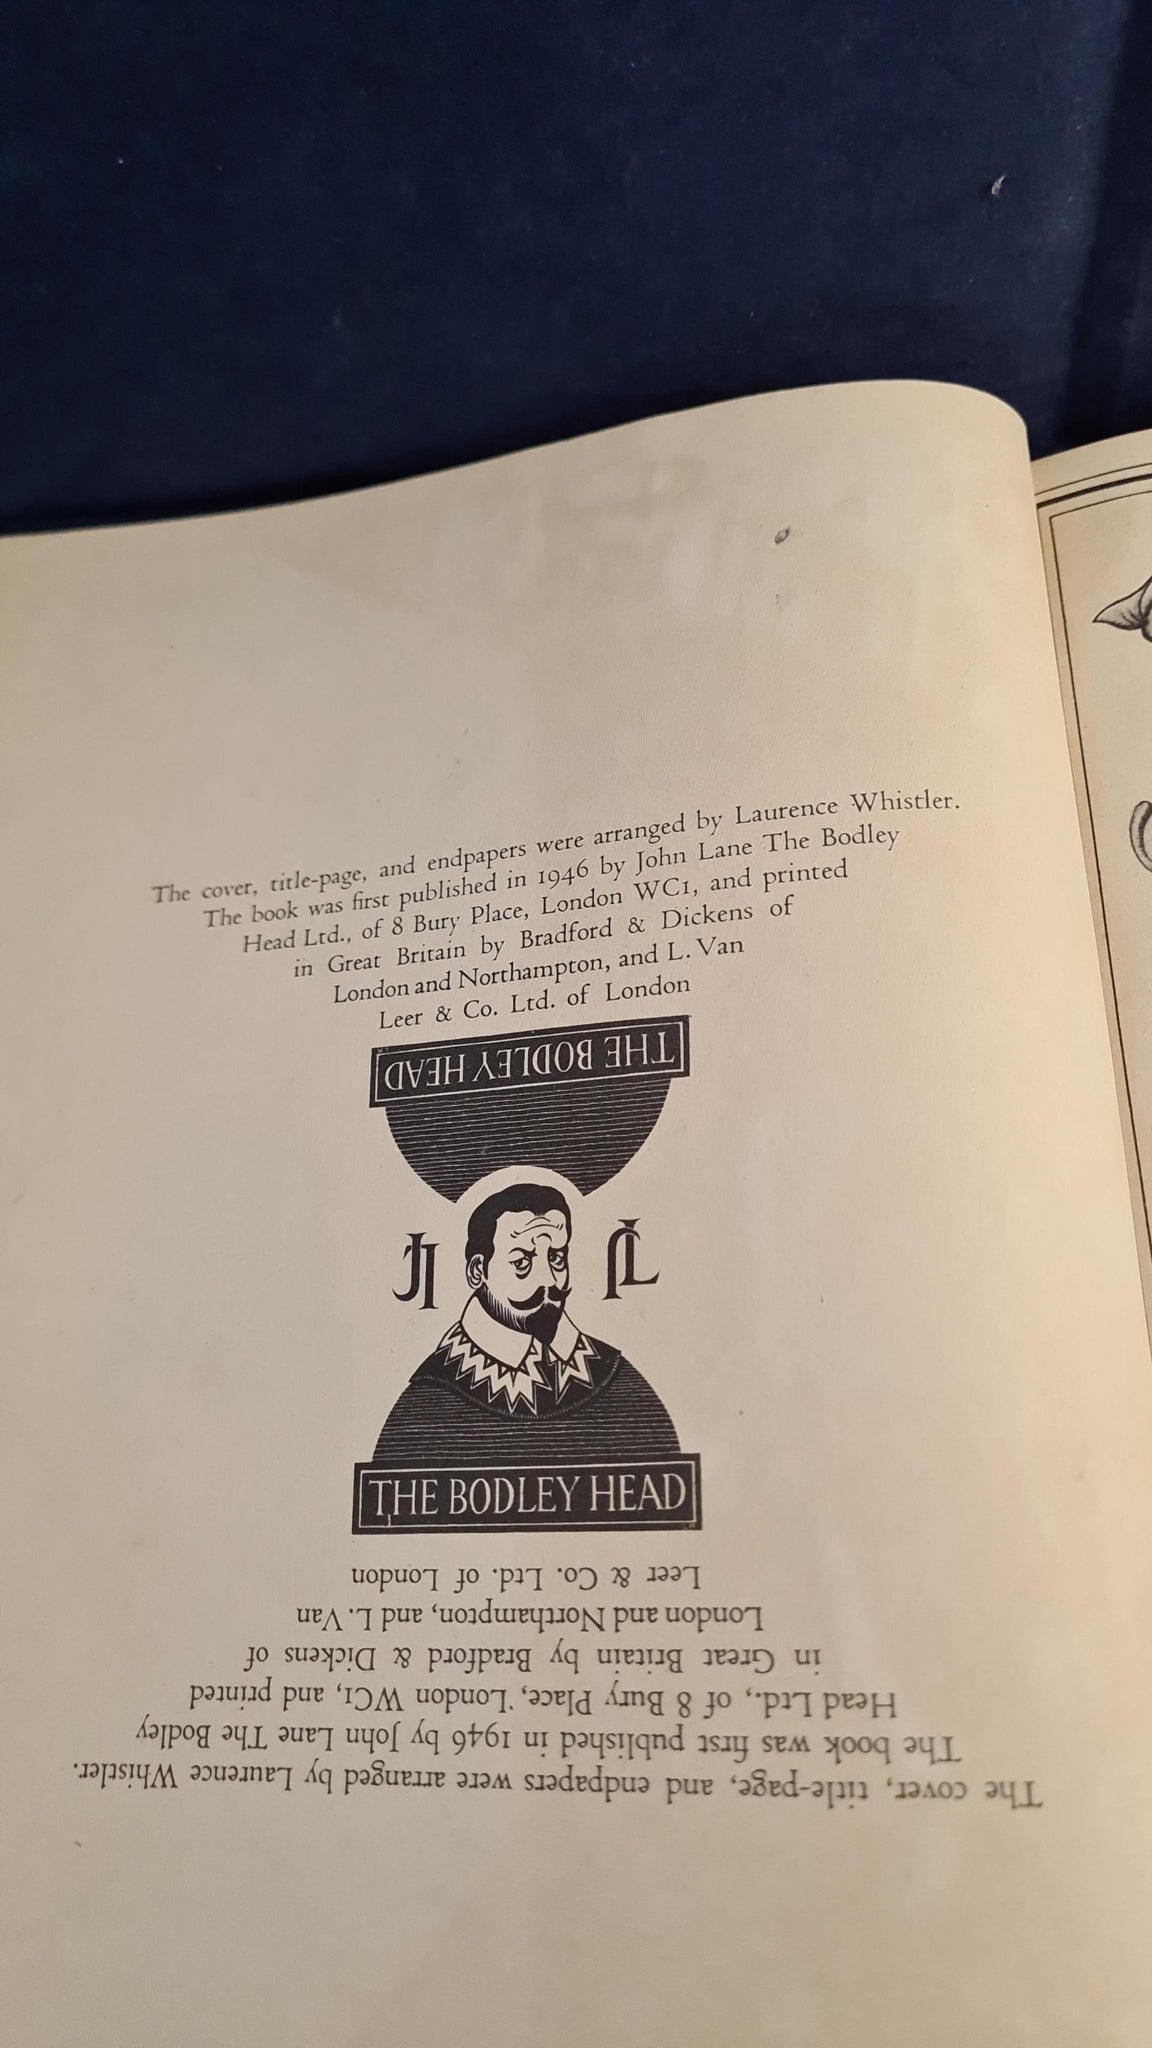 The cover, title-page, and endpapers were arranged by Laurence Whistler.
The book was first published in 1946 by John Lane The Bodley
Head Ltd., of 8 Bury Place, London WC1, and printed
in Great Britain by Bradford & Dickens of
London and Northampton, and L. Van
Leer & Co. Ltd. of London
THE BODLEY HEAD
JL JL
THE BODLEY HEAD
Leer & Co. Ltd. of London
London and Northampton, and L. Van
in Great Britain by Bradford & Dickens of
Head Ltd., of 8 Bury Place, London WC1, and printed
The book was first published in 1946 by John Lane The Bodley
The cover, title-page, and endpapers were arranged by Laurence Whistler.